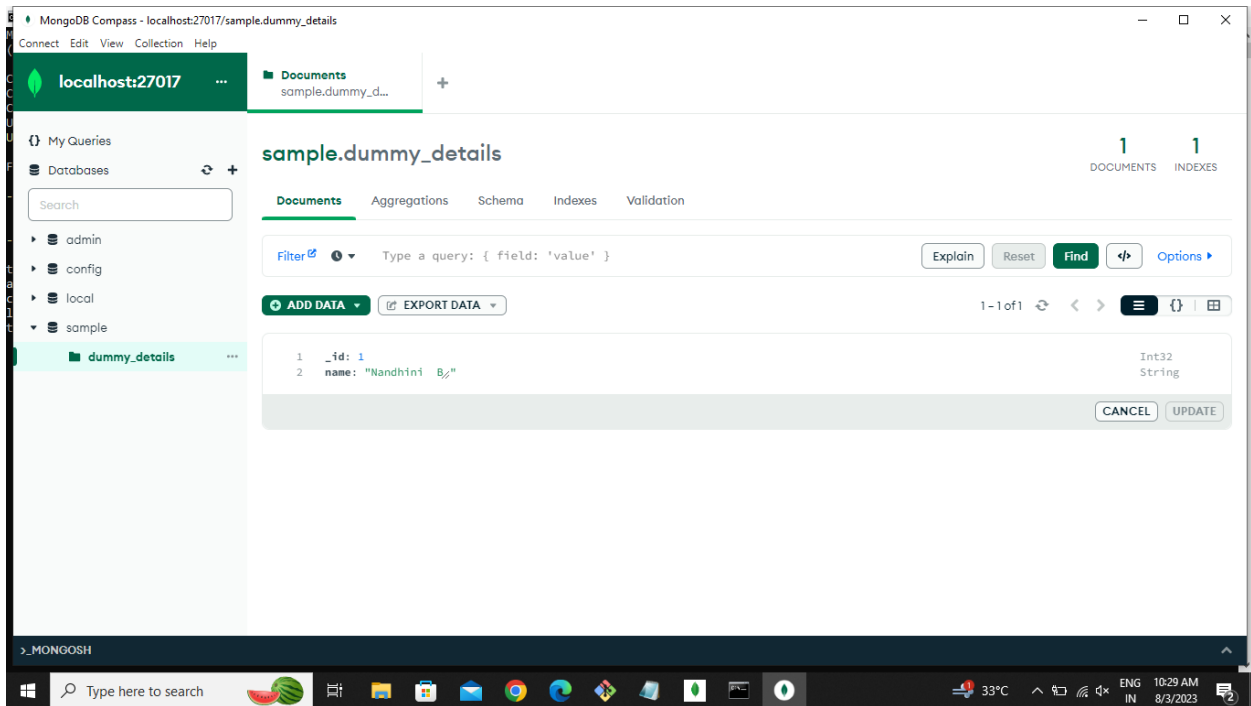 MongoDB Compass - localhost:27017/sample.dummy_details
Connect Edit View Collection Help
localhost:27017 ...
Documents
sample.dummy_d...
+
{} My Queries
Databases
Search
admin
config
local
sample
dummy_details ...
sample.dummy_details
1 DOCUMENTS
1 INDEXES
Documents Aggregations Schema Indexes Validation
Filter Type a query: { field: 'value' } Explain Reset Find </> Options
ADD DATA EXPORT DATA 1 – 1 of 1 {}
1 _id: 1 Int32
2 name: "Nandhini  B" String
CANCEL UPDATE
>_MONGOSH
Type here to search
33°C
ENG
IN
10:29 AM
8/3/2023
2